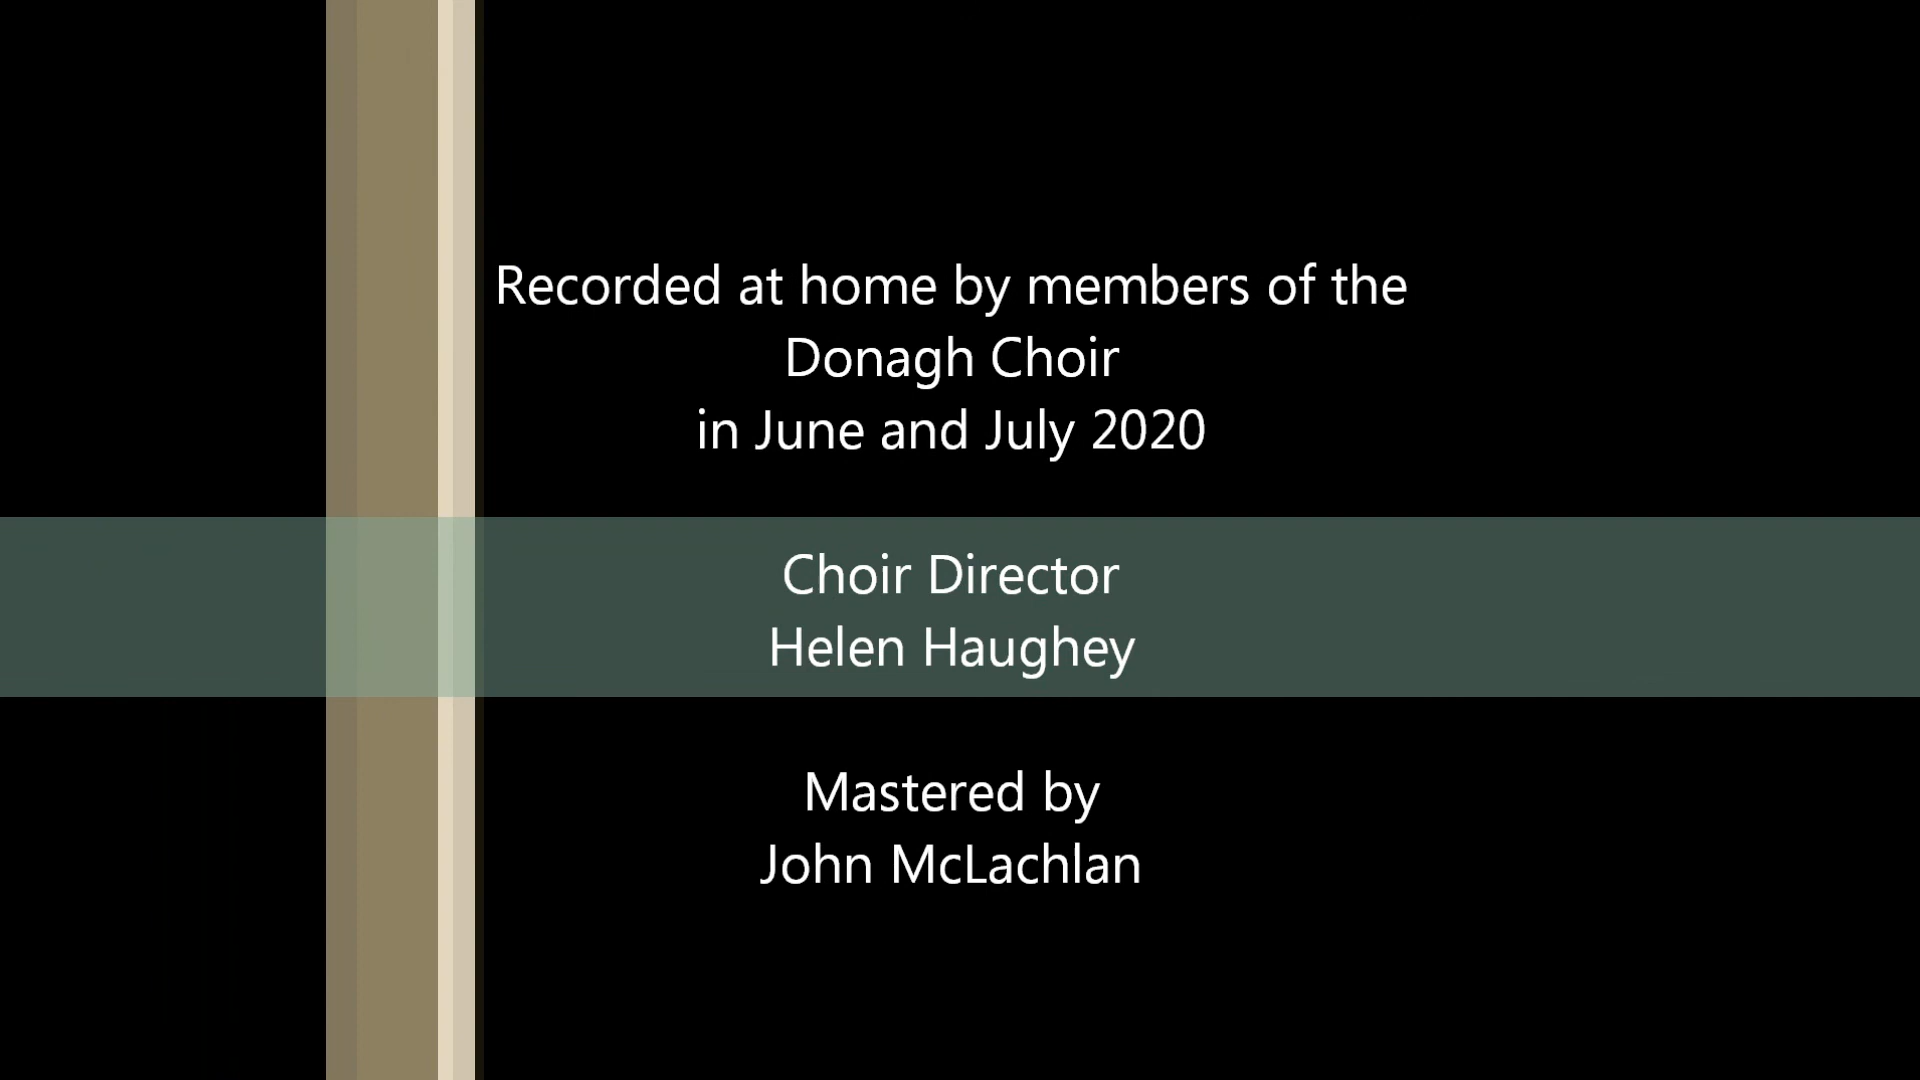 Recorded at home by members of the
Donagh Choir
in June and July 2020
Choir Director
Helen Haughey
Mastered by
John McLachlan